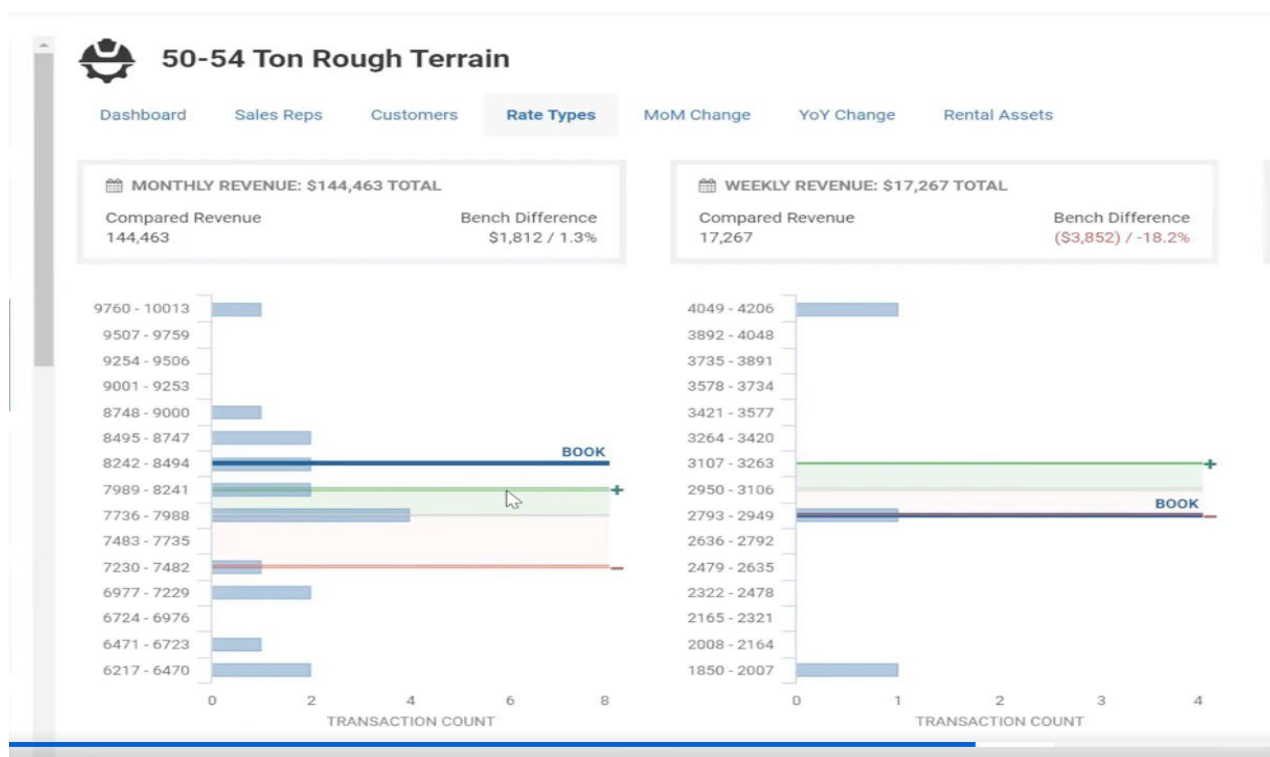 50-54 Ton Rough Terrain
Dashboard Sales Reps Customers Rate Types MoM Change YoY Change Rental Assets
MONTHLY REVENUE: $144,463 TOTAL
Compared Revenue Bench Difference
144,463 $1,812 / 1.3%
9760 - 10013
9507 - 9759
9254 - 9506
9001 - 9253
8748 - 9000
8495 - 8747
BOOK
8242 - 8494
7989 - 8241 +
7736 - 7988
7483 - 7735
7230 - 7482 –
6977 - 7229
6724 - 6976
6471 - 6723
6217 - 6470
0 2 4 6 8
TRANSACTION COUNT
WEEKLY REVENUE: $17,267 TOTAL
Compared Revenue Bench Difference
17,267 ($3,852) / -18.2%
4049 - 4206
3892 - 4048
3735 - 3891
3578 - 3734
3421 - 3577
3264 - 3420
3107 - 3263 +
2950 - 3106
BOOK
2793 - 2949 –
2636 - 2792
2479 - 2635
2322 - 2478
2165 - 2321
2008 - 2164
1850 - 2007
0 1 2 3 4
TRANSACTION COUNT